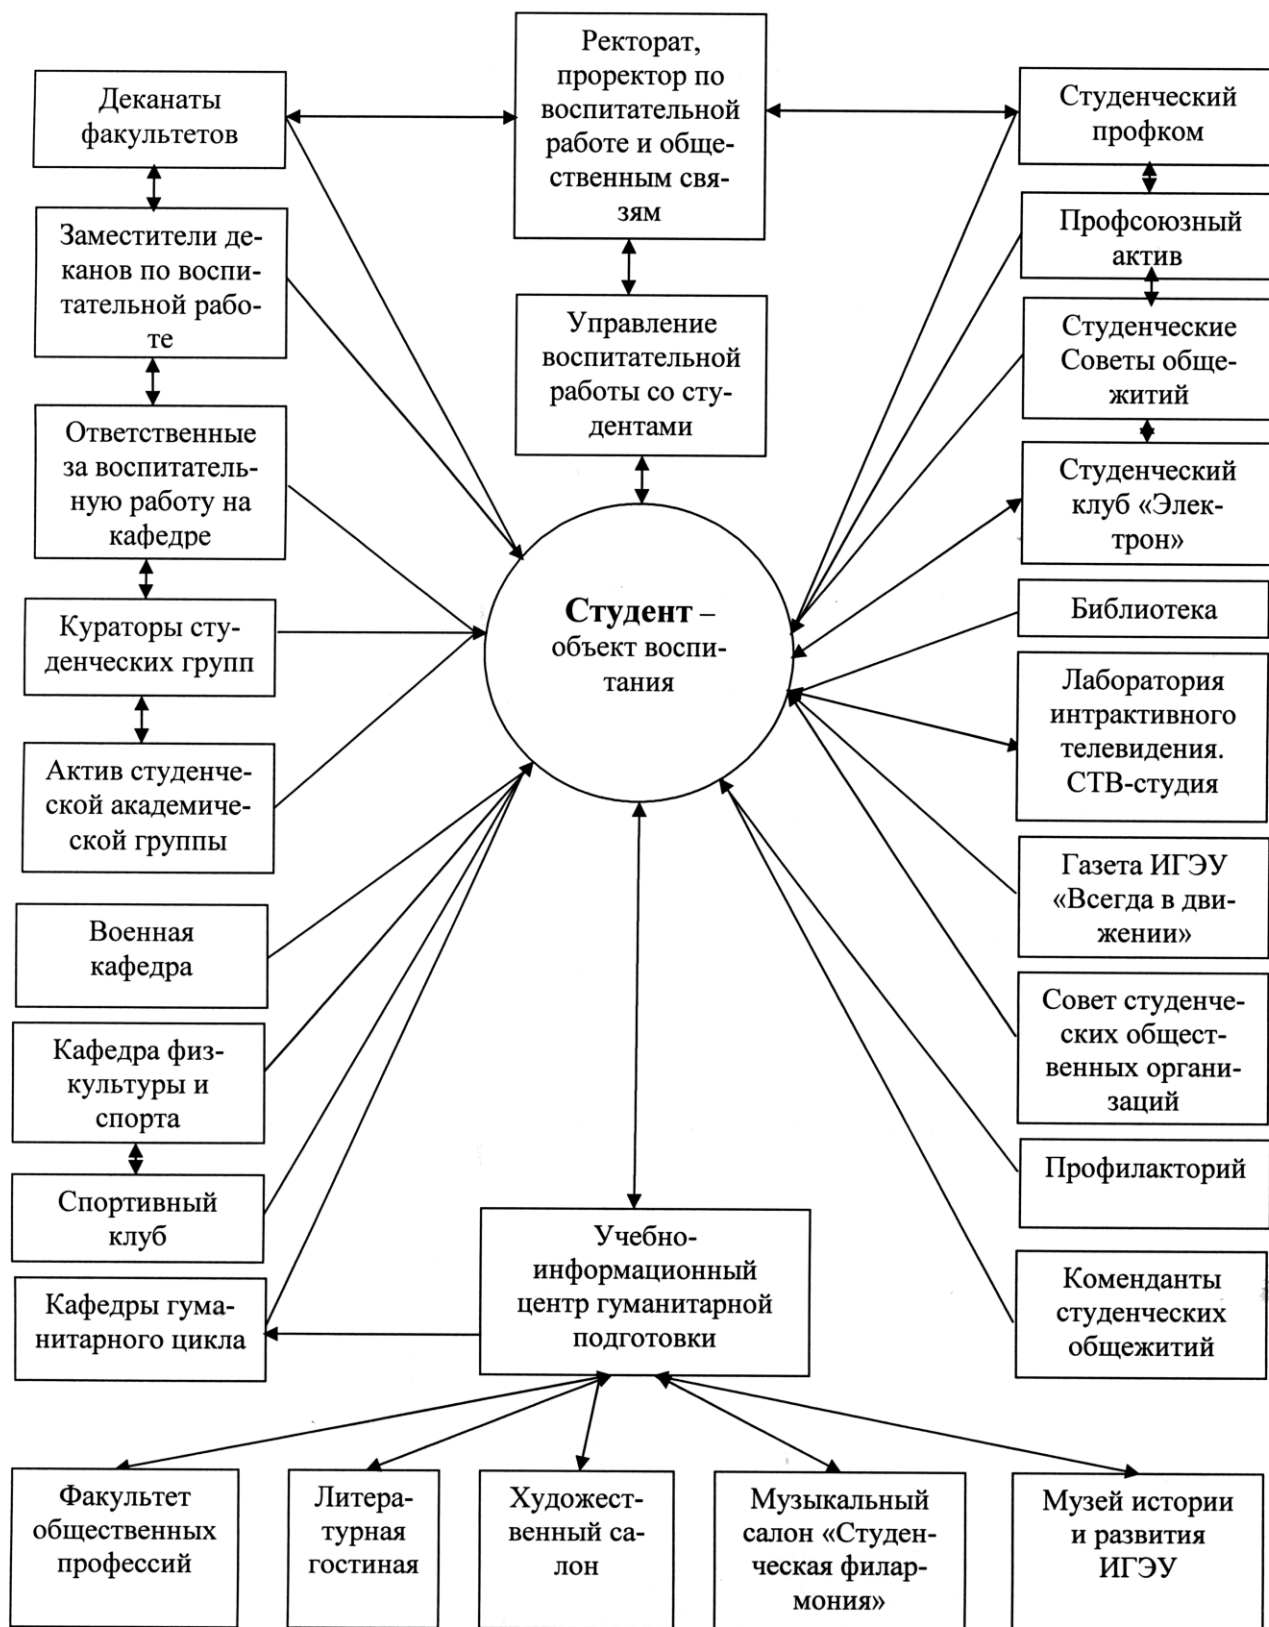 Ректорат,
проректор по
воспитательной
работе и обще-
ственным свя-
зям
Деканаты
факультетов
Студенческий
профком
Заместители де-
канов по воспи-
тательной рабо-
те
Профсоюзный
актив
Управление
воспитательной
работы со сту-
дентами
Студенческие
Советы обще-
житий
Ответственные
за воспитатель-
ную работу на
кафедре
Студенческий
клуб «Элек-
трон»
Студент –
объект воспи-
тания
Кураторы сту-
денческих групп
Библиотека
Лаборатория
интрактивного
телевидения.
СТВ-студия
Актив студенче-
ской академиче-
ской группы
Газета ИГЭУ
«Всегда в дви-
жении»
Военная
кафедра
Совет студенче-
ских общест-
венных органи-
заций
Кафедра физ-
культуры и
спорта
Профилакторий
Спортивный
клуб
Учебно-
информационный
центр гуманитарной
подготовки
Коменданты
студенческих
общежитий
Кафедры гума-
нитарного цикла
Факультет
общественных
профессий
Литера-
турная
гостиная
Художест-
венный са-
лон
Музыкальный
салон «Студен-
ческая филар-
мония»
Музей истории
и развития
ИГЭУ